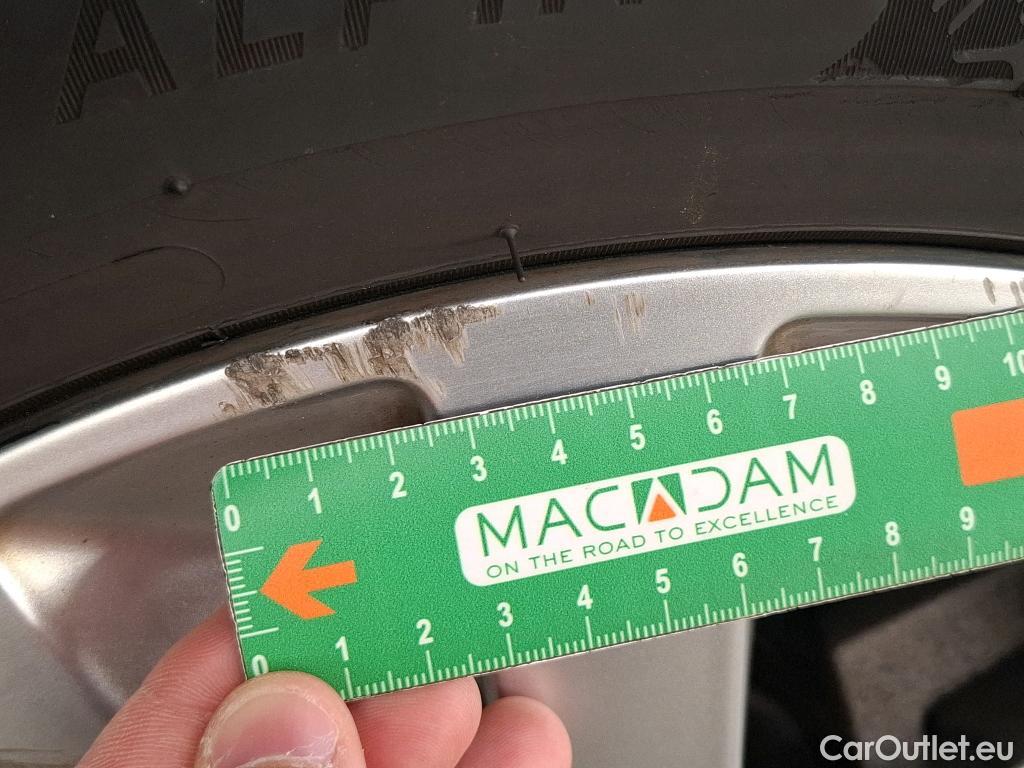 ALPIN
0 1 2 3 4 5 6 7 8 9 10
MACADAM
ON THE ROAD TO EXCELLENCE
0 1 2 3 4 5 6 7 8 9
CarOutlet.eu